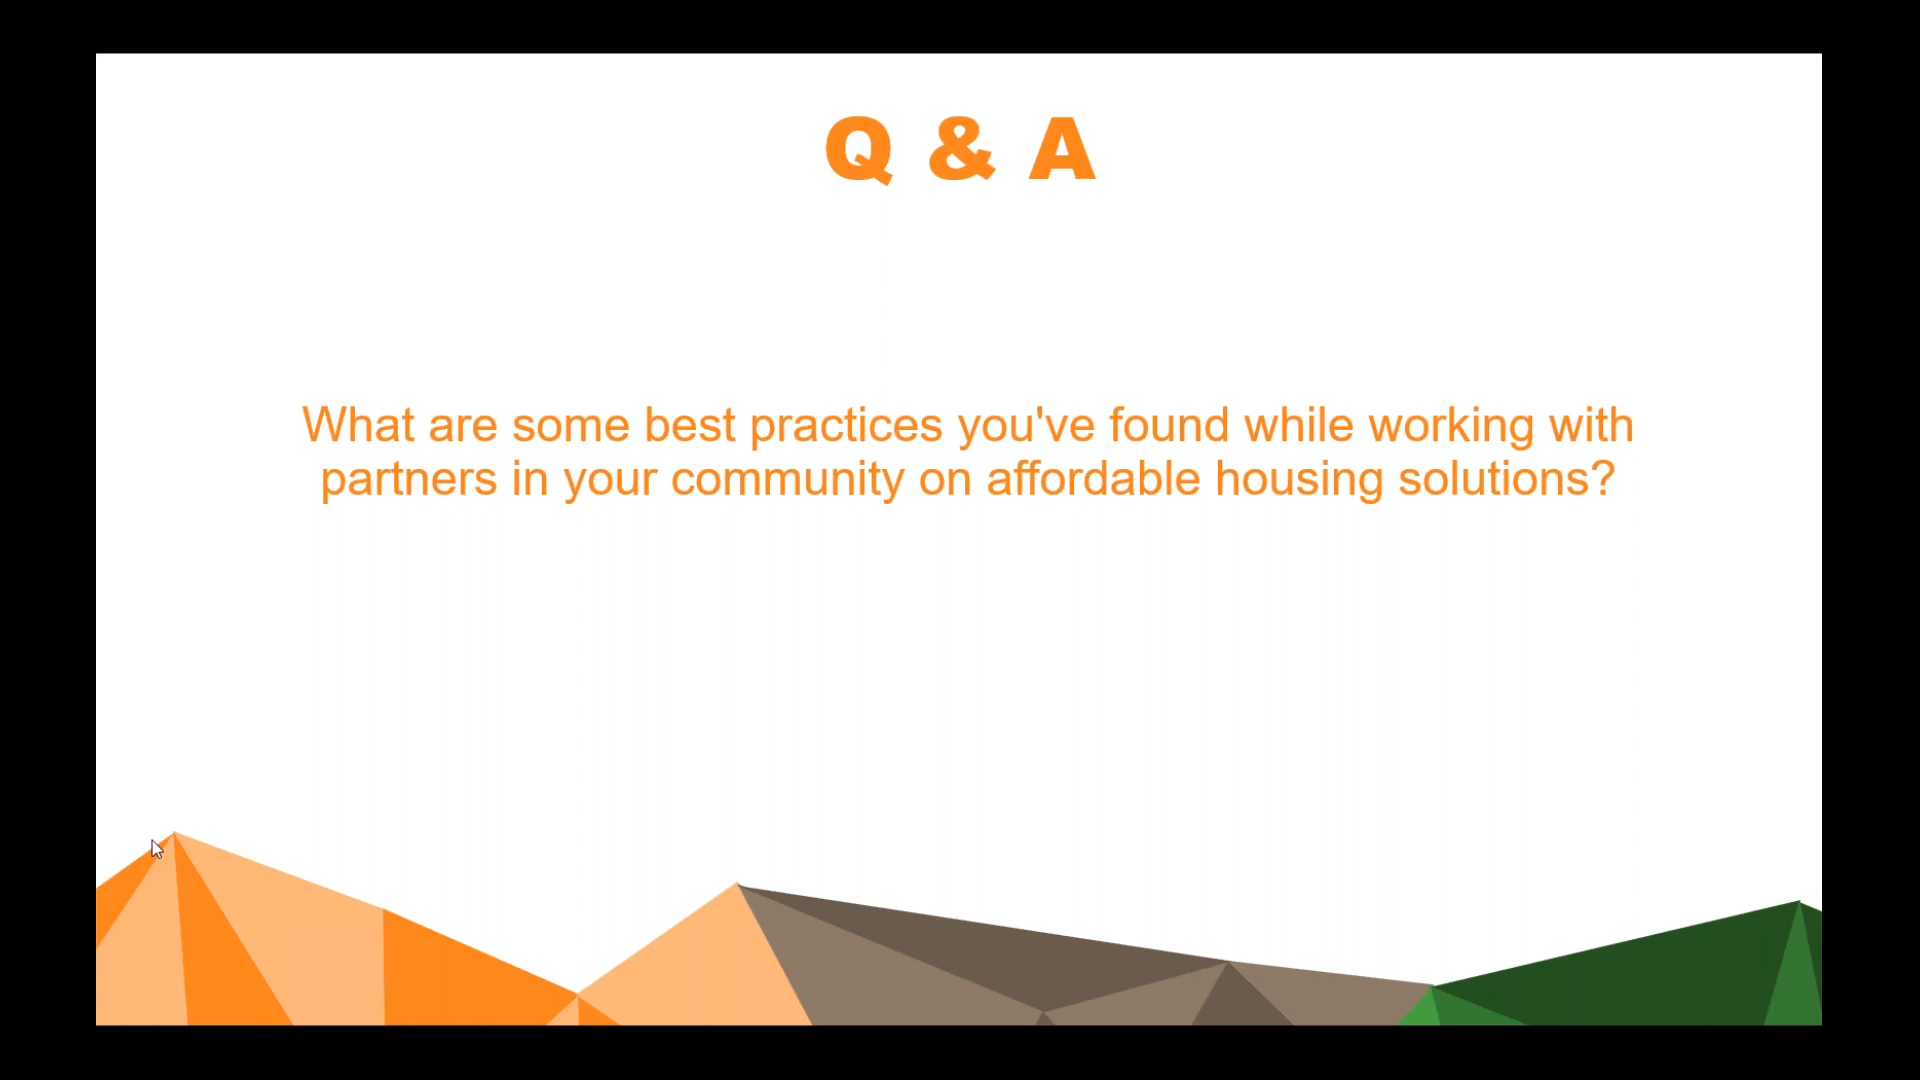 Q & A
What are some best practices you've found while working with
partners in your community on affordable housing solutions?